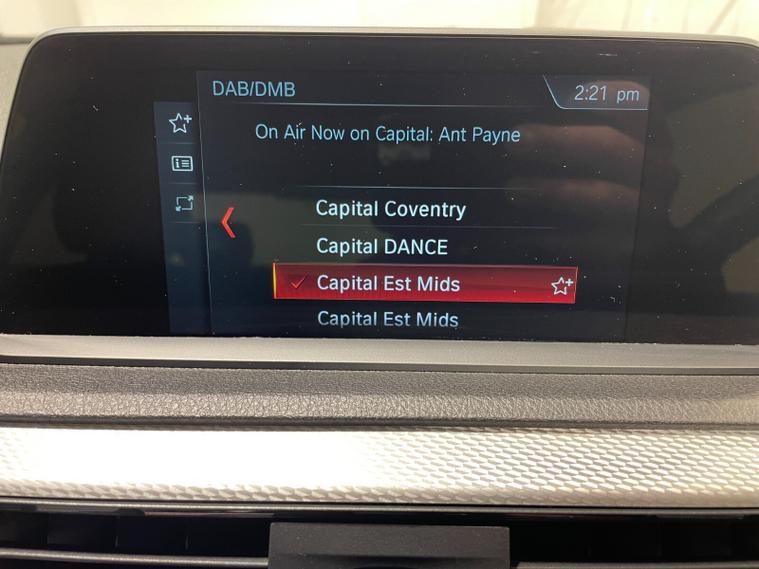 DAB/DMB
2:21 pm
On Air Now on Capital: Ant Payne
Capital Coventry
Capital DANCE
Capital Est Mids
Capital Est Mids